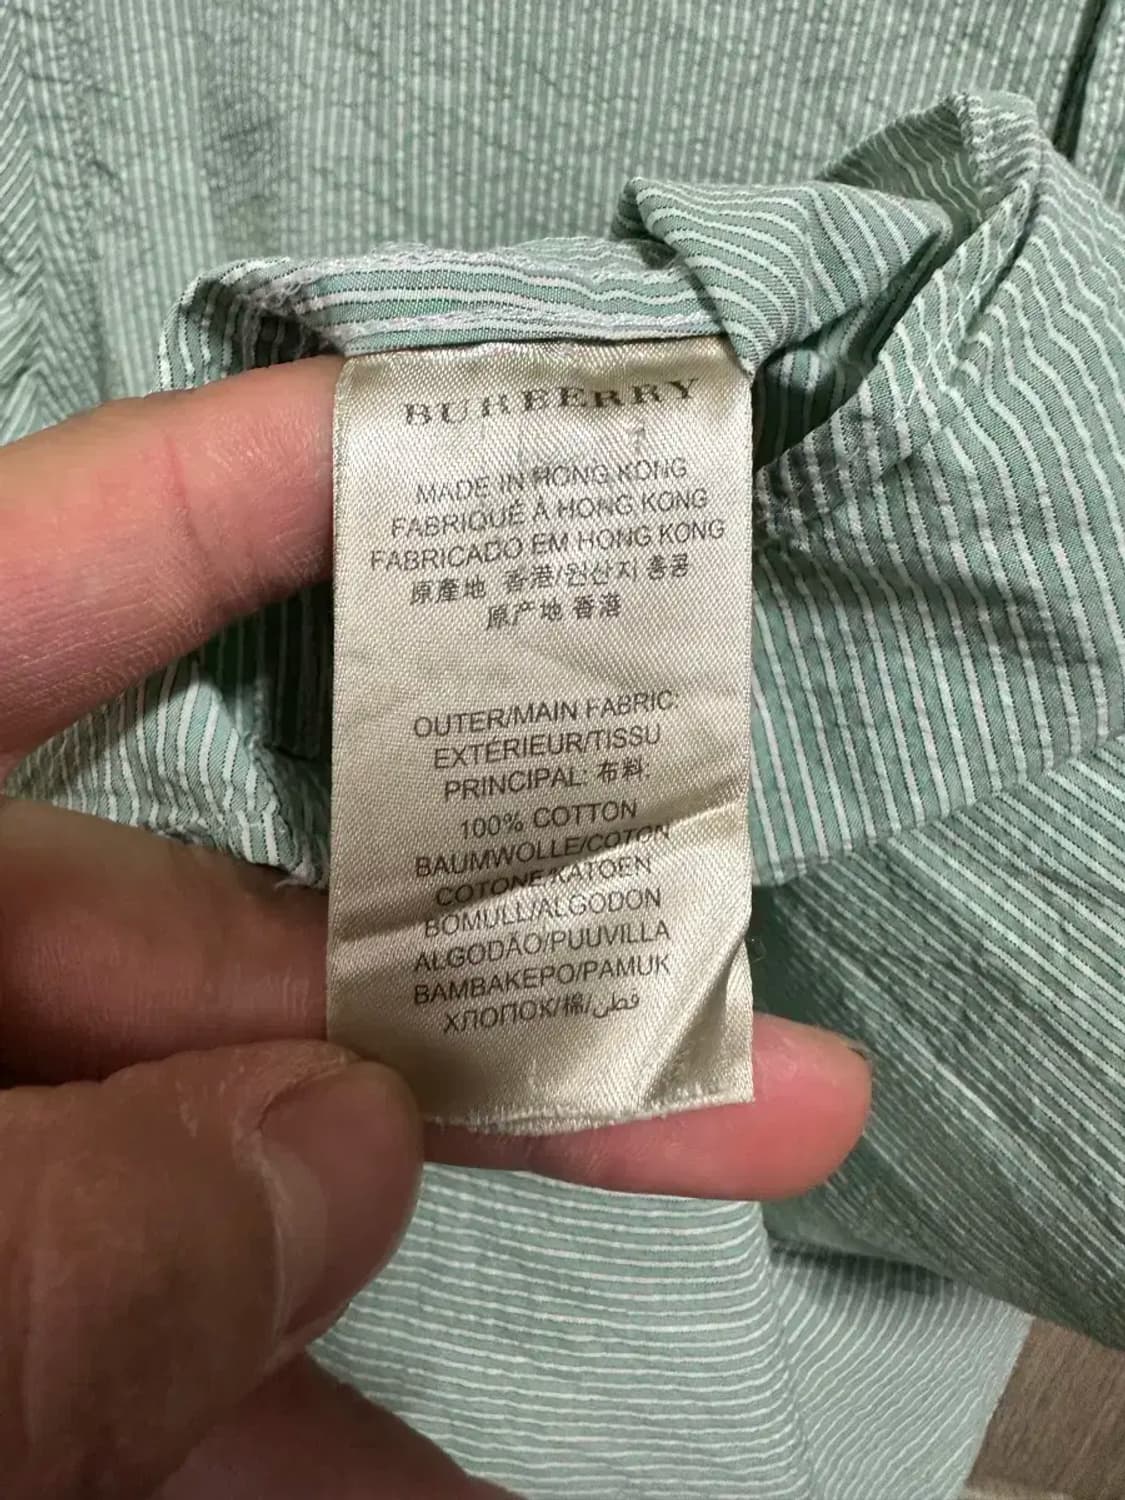 BURBERRY
MADE IN HONG KONG
FABRIQUÉ À HONG KONG
FABRICADO EM HONG KONG
原產地 香港/원산지 홍콩
原产地 香港
OUTER/MAIN FABRIC:
EXTÉRIEUR/TISSU
PRINCIPAL: 布料:
100% COTTON
BAUMWOLLE/COTON
COTONE/KATOEN
BOMULL/ALGODON
ALGODÃO/PUUVILLA
BAMBAKEPO/PAMUK
ХЛОПОК/棉/قطن